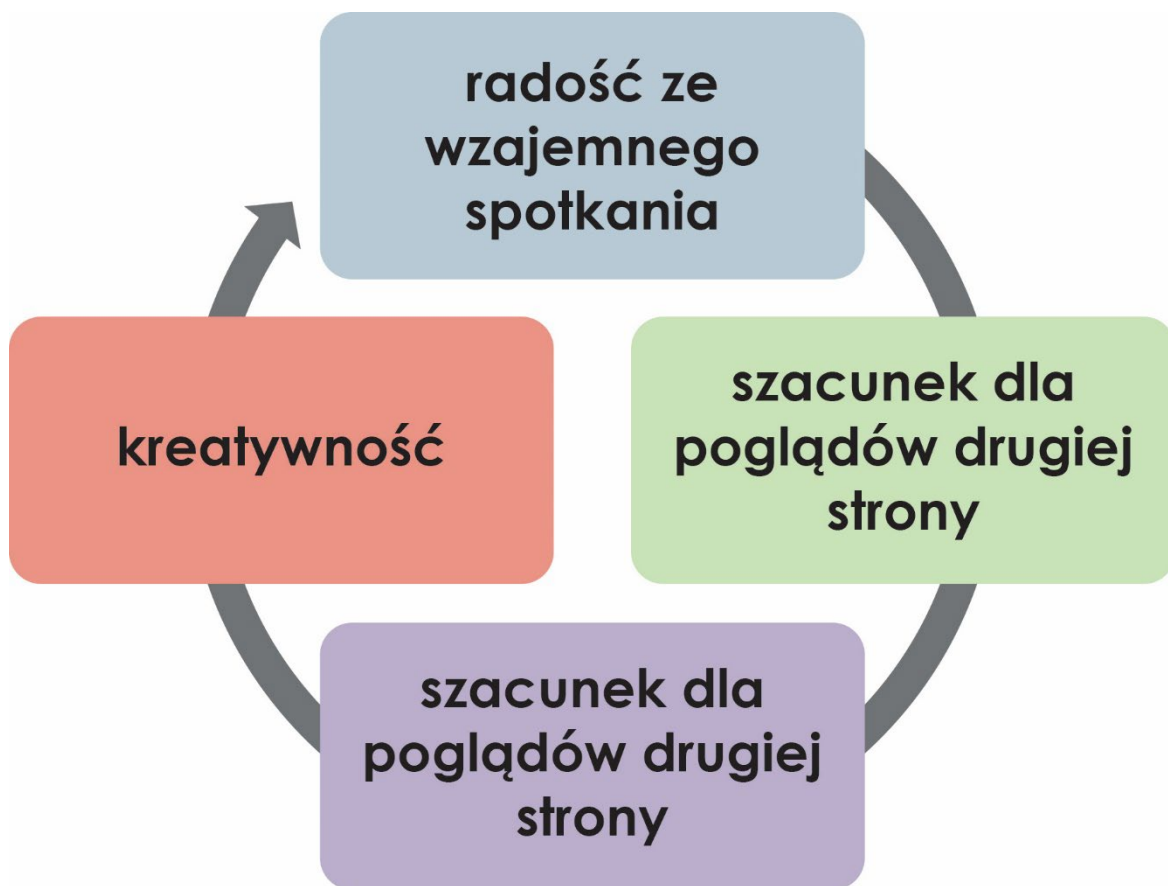 radość ze
wzajemnego
spotkania
szacunek dla
poglądów drugiej
strony
szacunek dla
poglądów drugiej
strony
kreatywność